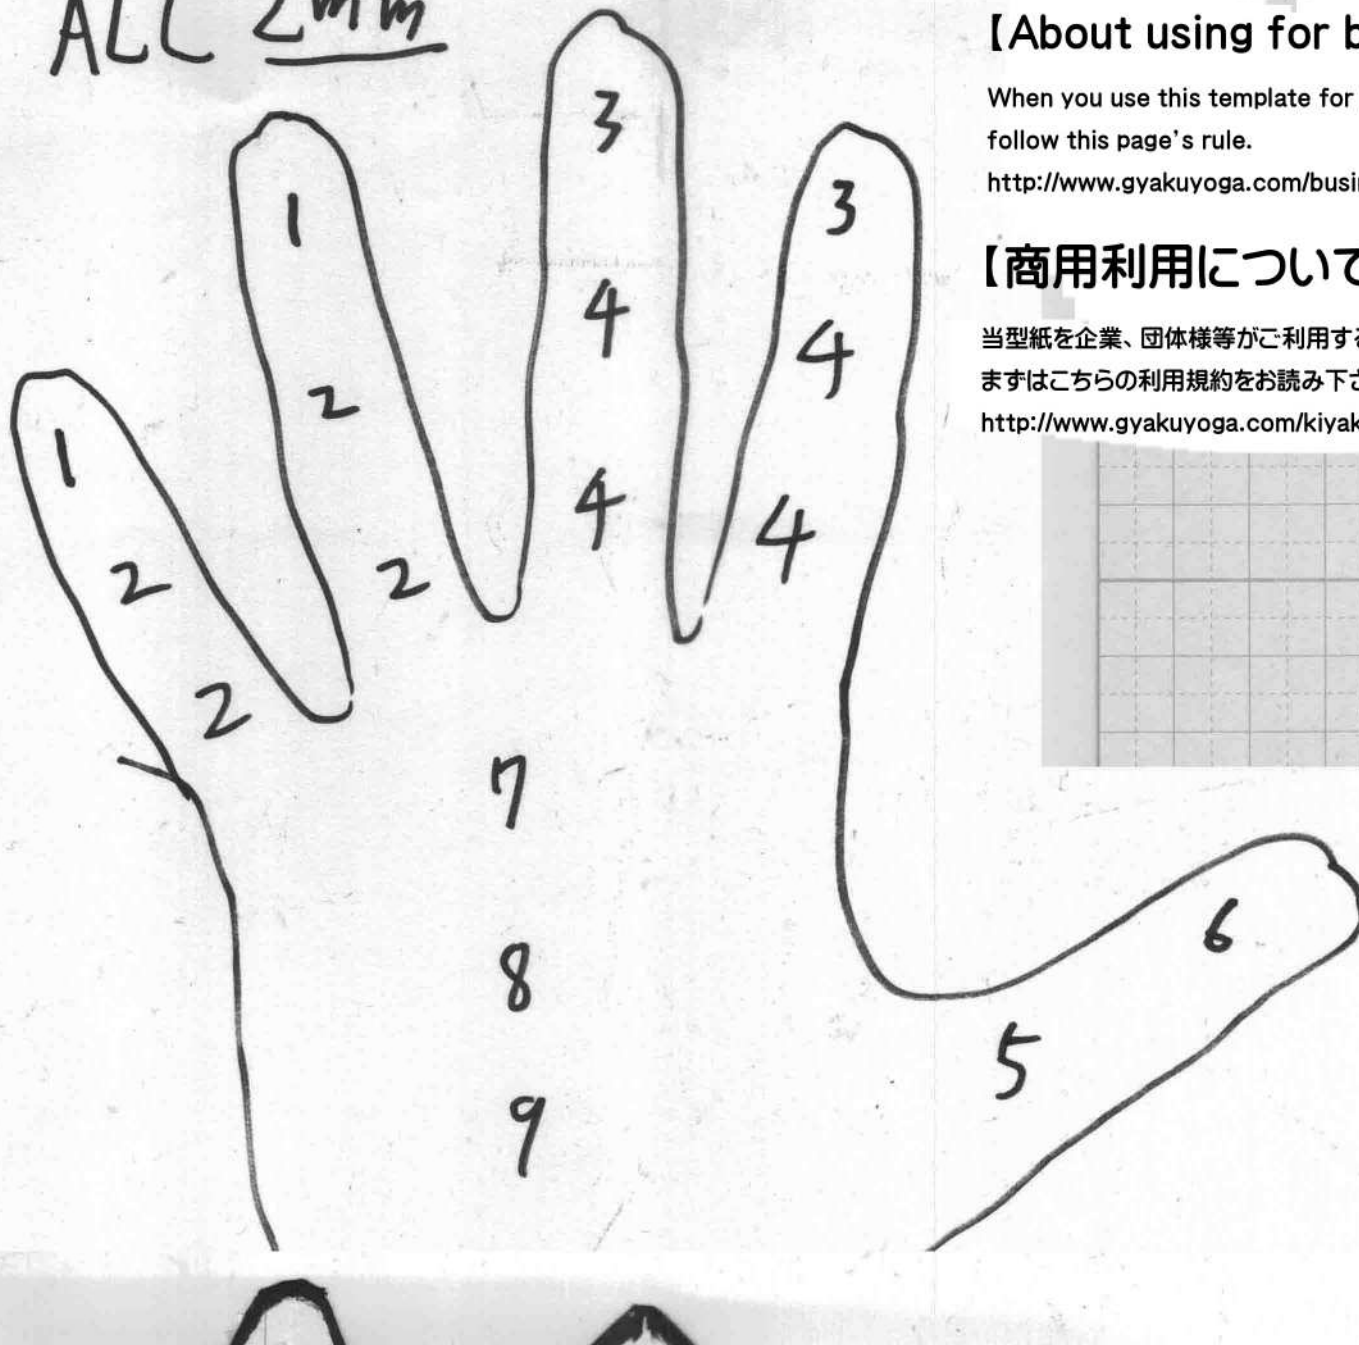 ALL 2mm
【About using for b
When you use this template for
follow this page's rule.
http://www.gyakuyoga.com/busi
【商用利用について
当型紙を企業、団体様等がご利用する
まずはこちらの利用規約をお読み下さ
http://www.gyakuyoga.com/kiyak
1
2
2
1
2
2
3
4
4
3
4
4
7
8
9
6
5